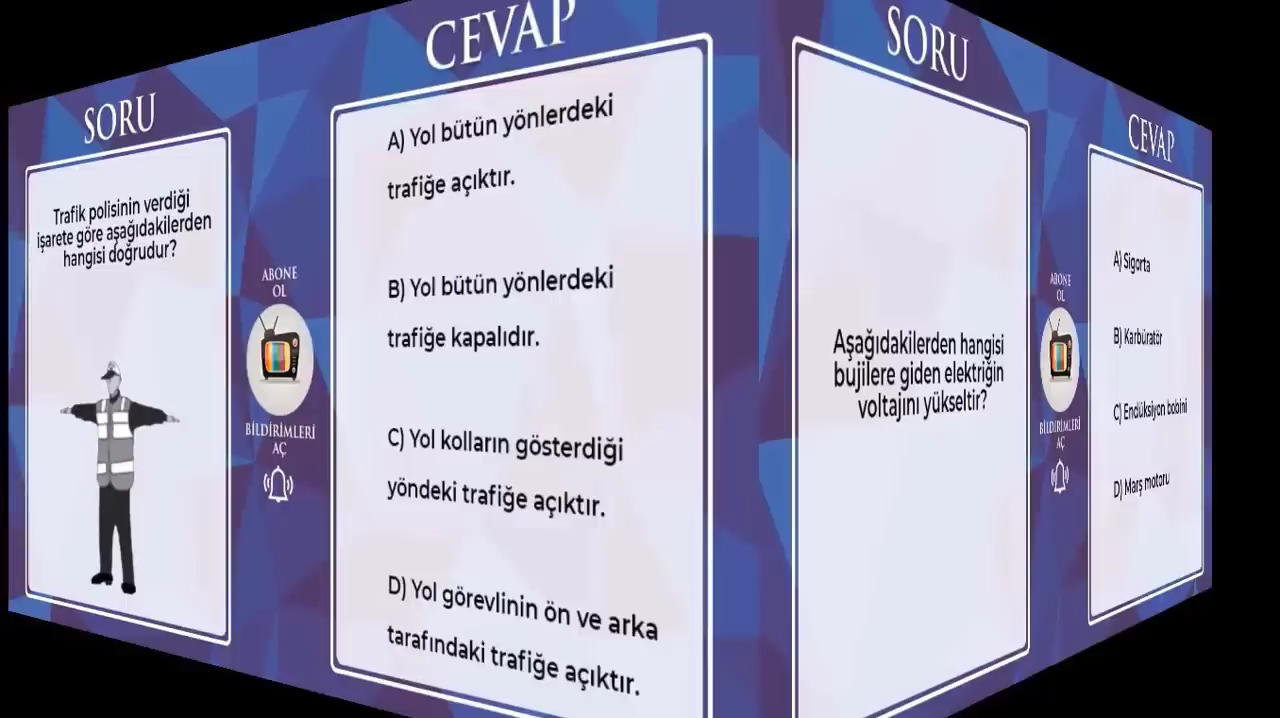 SORU
Trafik polisinin verdiği
işarete göre aşağıdakilerden
hangisi doğrudur?
ABONE
OL
BİLDİRİMLERİ
AÇ
CEVAP
A) Yol bütün yönlerdeki
trafiğe açıktır.
B) Yol bütün yönlerdeki
trafiğe kapalıdır.
C) Yol kolların gösterdiği
yöndeki trafiğe açıktır.
D) Yol görevlinin ön ve arka
tarafındaki trafiğe açıktır.
SORU
Aşağıdakilerden hangisi
bujilere giden elektriğin
voltajını yükseltir?
ABONE
OL
BİLDİRİMLERİ
AÇ
CEVAP
A) Sigorta
B) Karbüratör
C) Endüksiyon bobini
D) Marş motoru